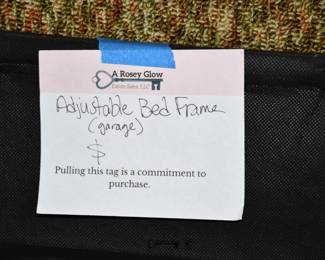 A Rosey Glow
Estate Sales, LLC
Adjustable Bed Frame
(garage)
$
Pulling this tag is a commitment to
purchase.